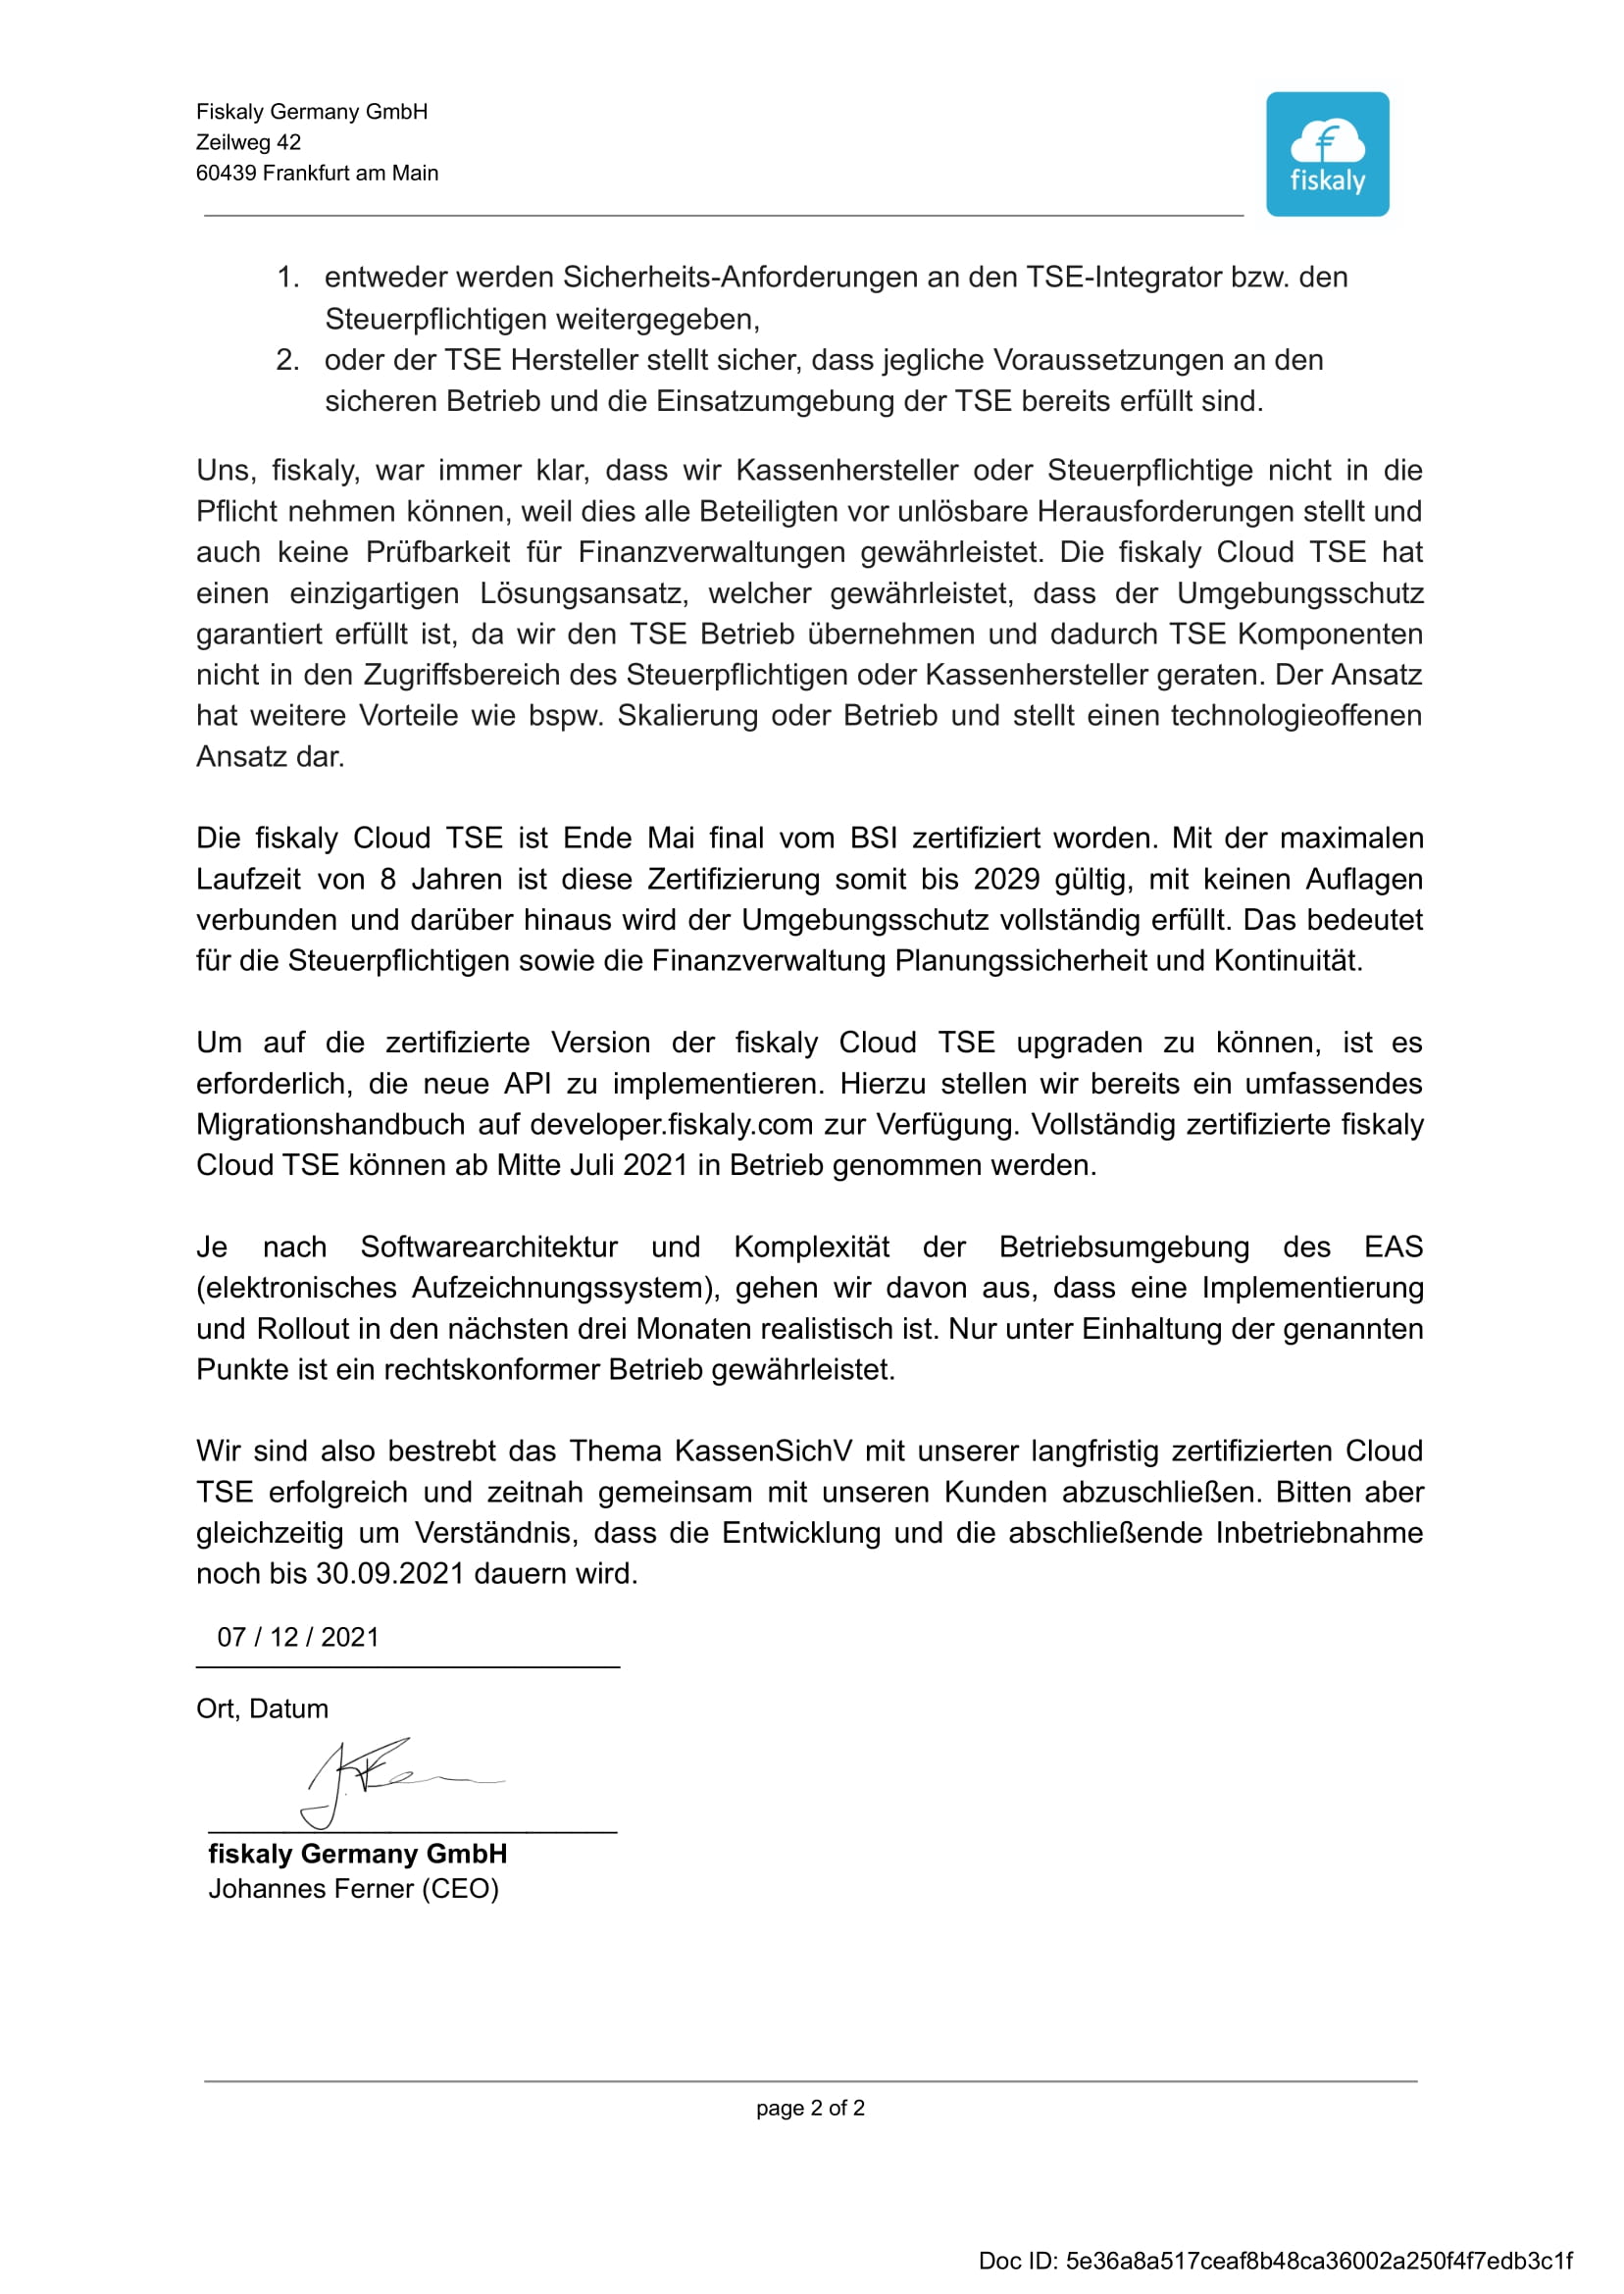 Fiskaly Germany GmbH
Zeilweg 42
60439 Frankfurt am Main
fiskaly
1. entweder werden Sicherheits-Anforderungen an den TSE-Integrator bzw. den
Steuerpflichtigen weitergegeben,
2. oder der TSE Hersteller stellt sicher, dass jegliche Voraussetzungen an den
sicheren Betrieb und die Einsatzumgebung der TSE bereits erfüllt sind.
Uns, fiskaly, war immer klar, dass wir Kassenhersteller oder Steuerpflichtige nicht in die
Pflicht nehmen können, weil dies alle Beteiligten vor unlösbare Herausforderungen stellt und
auch keine Prüfbarkeit für Finanzverwaltungen gewährleistet. Die fiskaly Cloud TSE hat
einen einzigartigen Lösungsansatz, welcher gewährleistet, dass der Umgebungsschutz
garantiert erfüllt ist, da wir den TSE Betrieb übernehmen und dadurch TSE Komponenten
nicht in den Zugriffsbereich des Steuerpflichtigen oder Kassenhersteller geraten. Der Ansatz
hat weitere Vorteile wie bspw. Skalierung oder Betrieb und stellt einen technologieoffenen
Ansatz dar.
Die fiskaly Cloud TSE ist Ende Mai final vom BSI zertifiziert worden. Mit der maximalen
Laufzeit von 8 Jahren ist diese Zertifizierung somit bis 2029 gültig, mit keinen Auflagen
verbunden und darüber hinaus wird der Umgebungsschutz vollständig erfüllt. Das bedeutet
für die Steuerpflichtigen sowie die Finanzverwaltung Planungssicherheit und Kontinuität.
Um auf die zertifizierte Version der fiskaly Cloud TSE upgraden zu können, ist es
erforderlich, die neue API zu implementieren. Hierzu stellen wir bereits ein umfassendes
Migrationshandbuch auf developer.fiskaly.com zur Verfügung. Vollständig zertifizierte fiskaly
Cloud TSE können ab Mitte Juli 2021 in Betrieb genommen werden.
Je nach Softwarearchitektur und Komplexität der Betriebsumgebung des EAS
(elektronisches Aufzeichnungssystem), gehen wir davon aus, dass eine Implementierung
und Rollout in den nächsten drei Monaten realistisch ist. Nur unter Einhaltung der genannten
Punkte ist ein rechtskonformer Betrieb gewährleistet.
Wir sind also bestrebt das Thema KassenSichV mit unserer langfristig zertifizierten Cloud
TSE erfolgreich und zeitnah gemeinsam mit unseren Kunden abzuschließen. Bitten aber
gleichzeitig um Verständnis, dass die Entwicklung und die abschließende Inbetriebnahme
noch bis 30.09.2021 dauern wird.
07 / 12 / 2021
Ort, Datum
fiskaly Germany GmbH
Johannes Ferner (CEO)
page 2 of 2
Doc ID: 5e36a8a517ceaf8b48ca36002a250f4f7edb3c1f